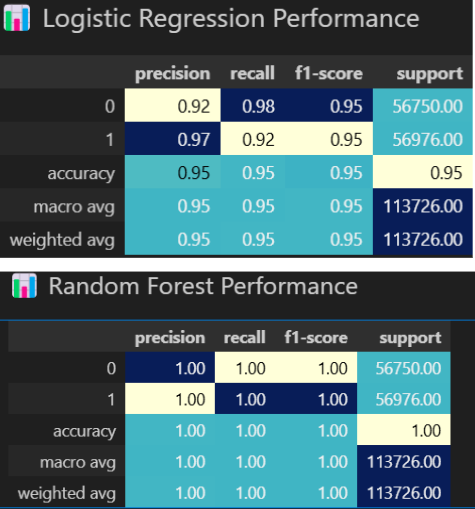 Logistic Regression Performance
precision recall f1-score support
0 0.92 0.98 0.95 56750.00
1 0.97 0.92 0.95 56976.00
accuracy 0.95 0.95 0.95 0.95
macro avg 0.95 0.95 0.95 113726.00
weighted avg 0.95 0.95 0.95 113726.00
Random Forest Performance
precision recall f1-score support
0 1.00 1.00 1.00 56750.00
1 1.00 1.00 1.00 56976.00
accuracy 1.00 1.00 1.00 1.00
macro avg 1.00 1.00 1.00 113726.00
weighted avg 1.00 1.00 1.00 113726.00